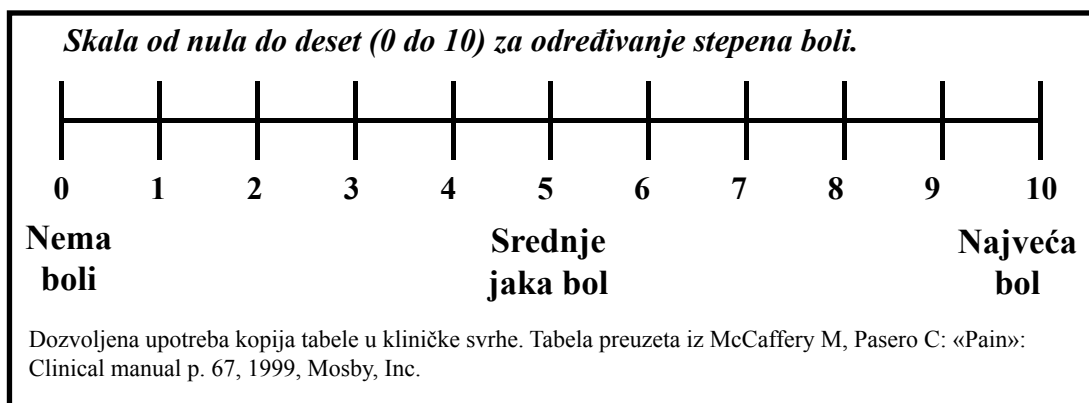 Skala od nula do deset (0 do 10) za određivanje stepena boli.
0 1 2 3 4 5 6 7 8 9 10
Nema boli
Srednje jaka bol
Najveća bol
Dozvoljena upotreba kopija tabele u kliničke svrhe. Tabela preuzeta iz McCaffery M, Pasero C: «Pain»:
Clinical manual p. 67, 1999, Mosby, Inc.